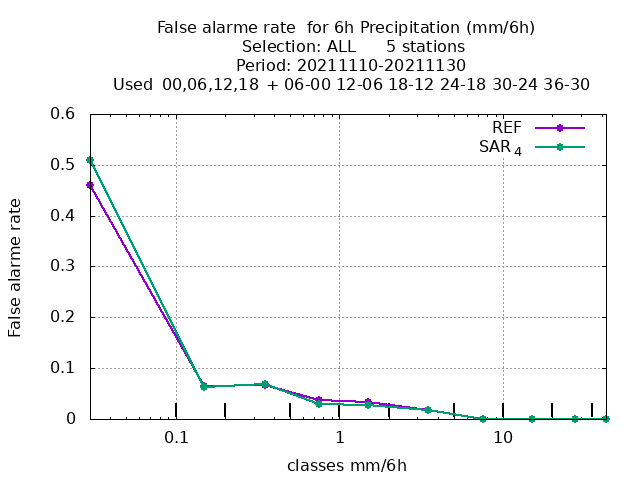 False alarme rate  for 6h Precipitation (mm/6h)
Selection: ALL      5 stations
Period: 20211110-20211130
Used  00,06,12,18  + 06-00 12-06 18-12 24-18 30-24 36-30
REF
SAR4
0.6
0.5
0.4
0.3
0.2
0.1
0
False alarme rate
0.1
1
10
classes mm/6h